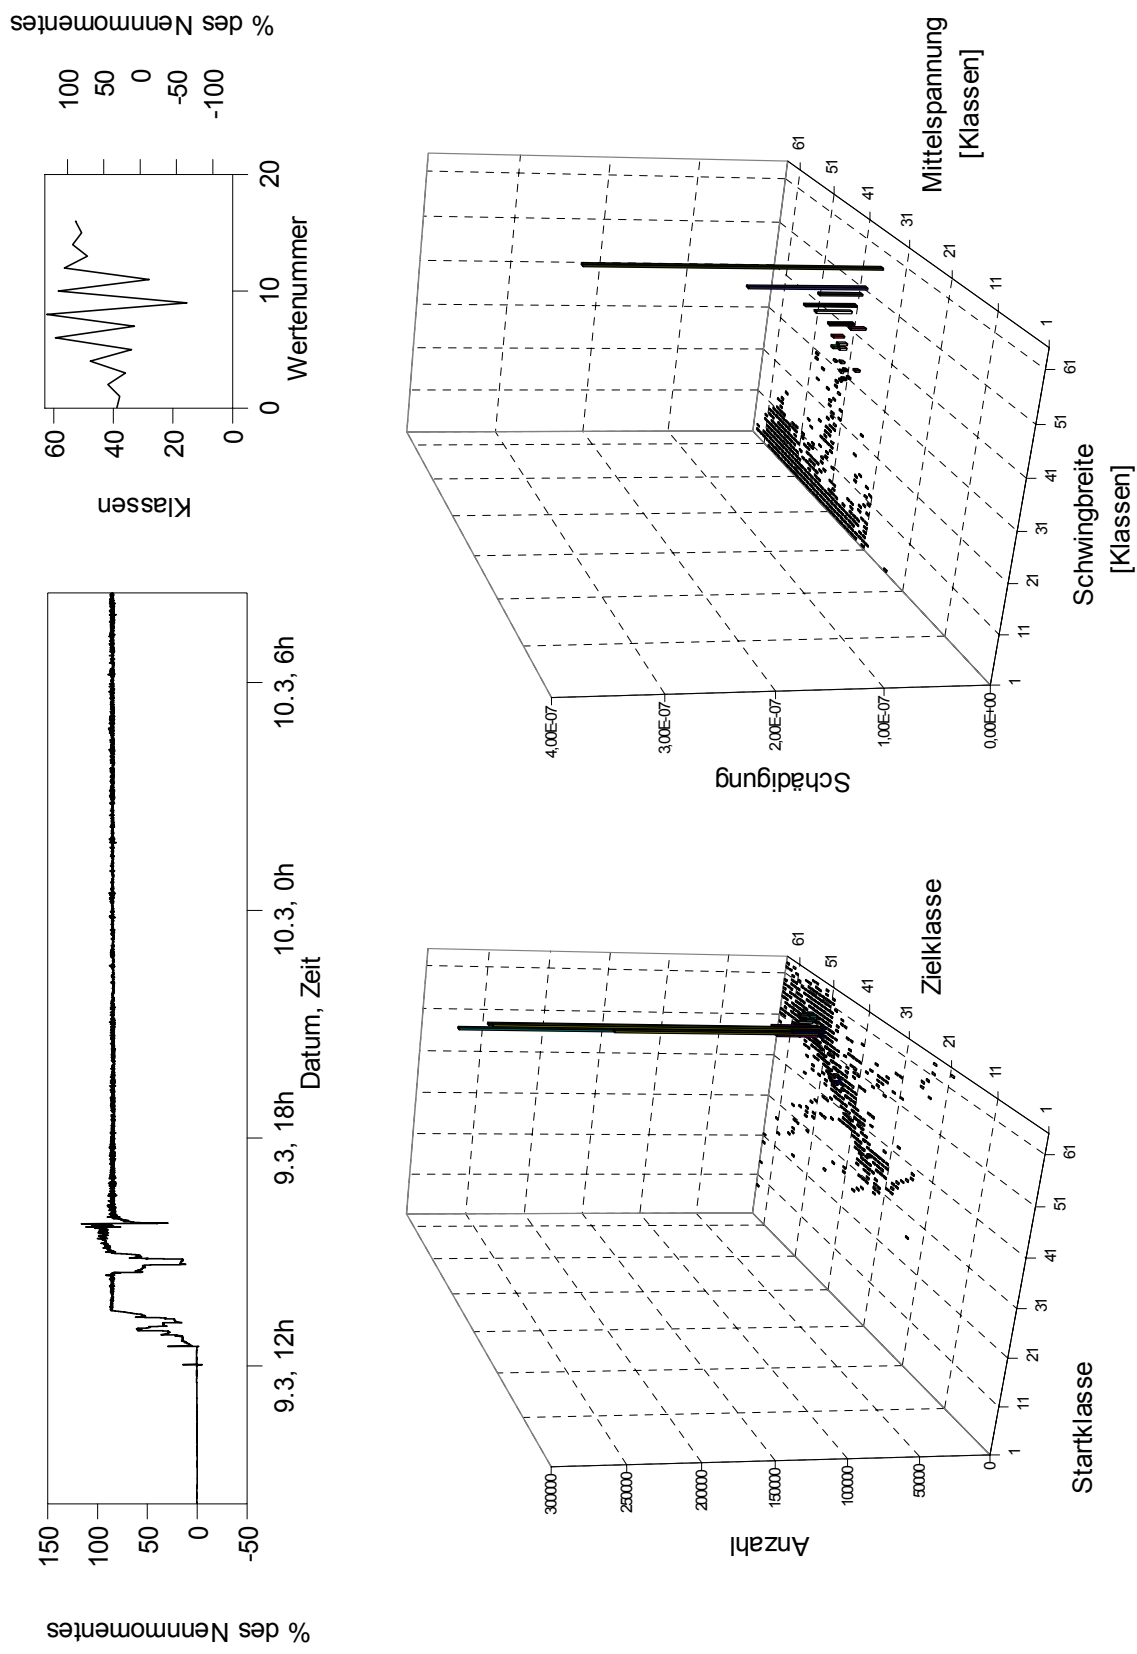 % des Nennmomentes
150
100
50
0
-50
9.3, 12h
9.3, 18h
10.3, 0h
10.3, 6h
Datum, Zeit
Klassen
60
40
20
0
0
10
20
Wertenummer
100
50
0
-50
-100
% des Nennmomentes
Anzahl
300000
250000
200000
150000
100000
50000
0
1
11
21
31
41
51
61
Startklasse
1
11
21
31
41
51
61
Zielklasse
Schädigung
4,00E-07
3,00E-07
2,00E-07
1,00E-07
0,00E+00
1
11
21
31
41
51
61
Schwingbreite
[Klassen]
1
11
21
31
41
51
61
Mittelspannung
[Klassen]